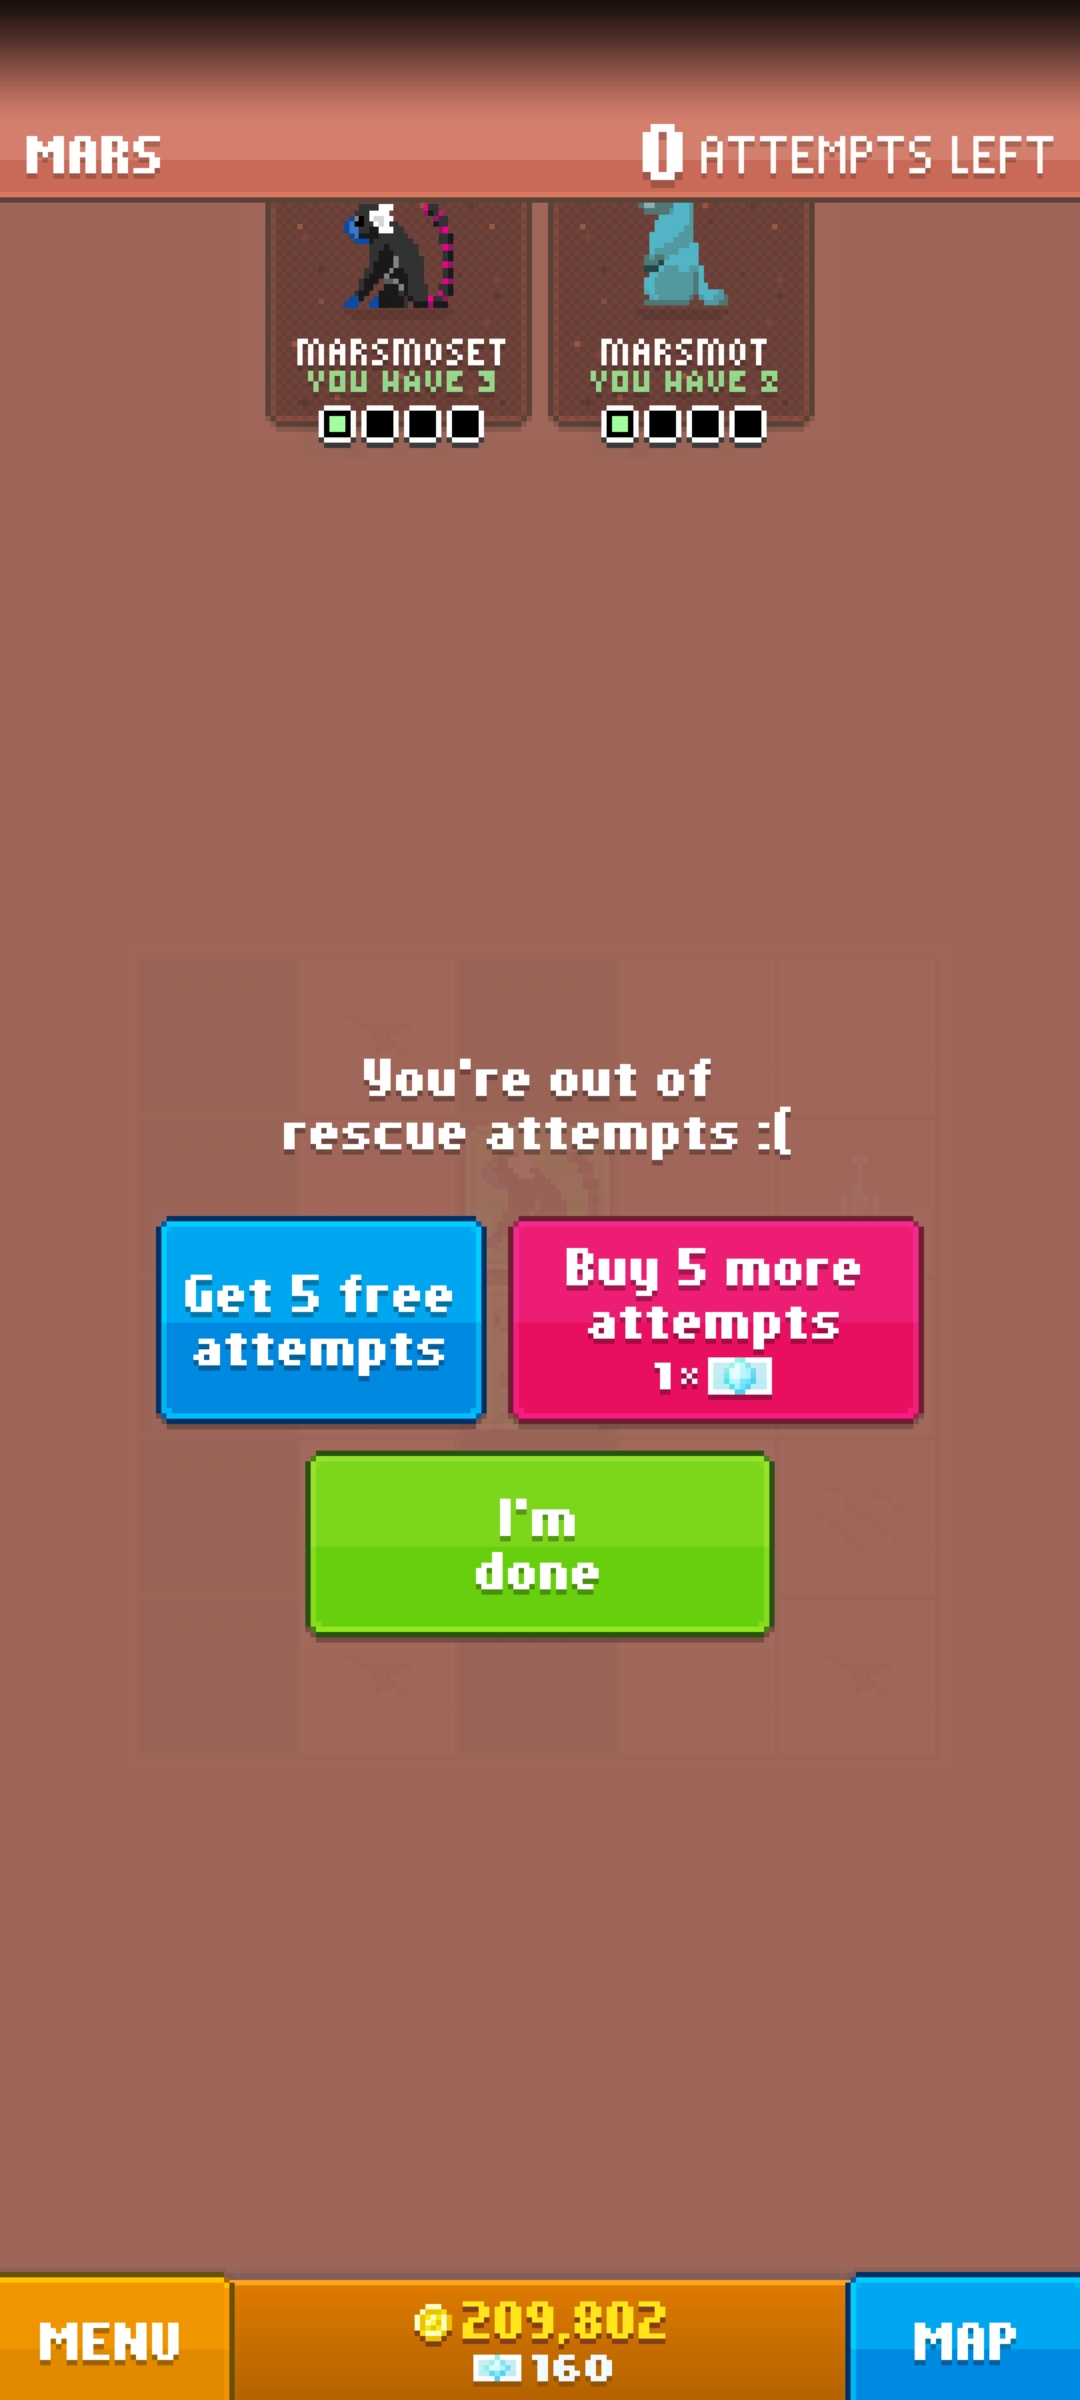 MARS
0 ATTEMPTS LEFT
MARSMOSET
YOU HAVE 3
MARSMOT
YOU HAVE 2
You're out of
rescue attempts :(
Get 5 free
attempts
Buy 5 more
attempts
1×
I'm
done
MENU
209,802
160
MAP